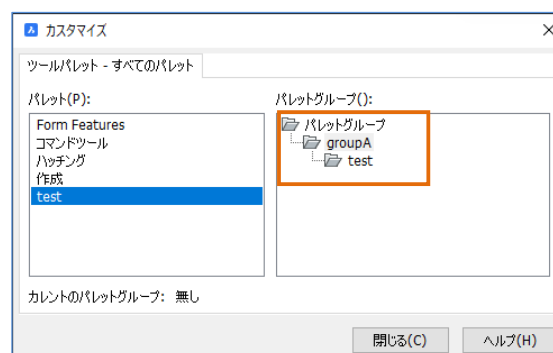 カスタマイズ
ツールパレット - すべてのパレット
パレット(P):
パレットグループ():
Form Features
コマンドツール
ハッチング
作成
test
パレットグループ
groupA
test
カレントのパレットグループ: 無し
閉じる(C)
ヘルプ(H)